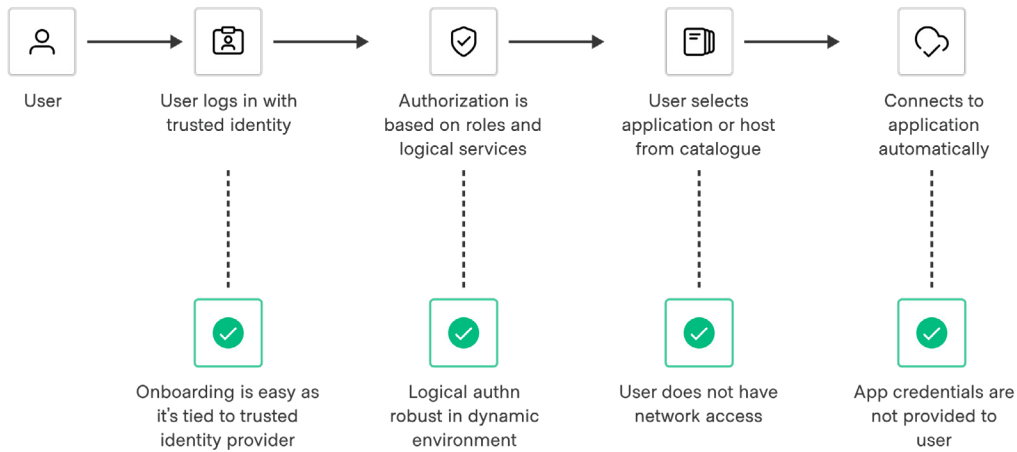 User
User logs in with
trusted identity
Authorization is
based on roles and
logical services
User selects
application or host
from catalogue
Connects to
application
automatically
Onboarding is easy as
it's tied to trusted
identity provider
Logical authn
robust in dynamic
environment
User does not have
network access
App credentials are
not provided to
user